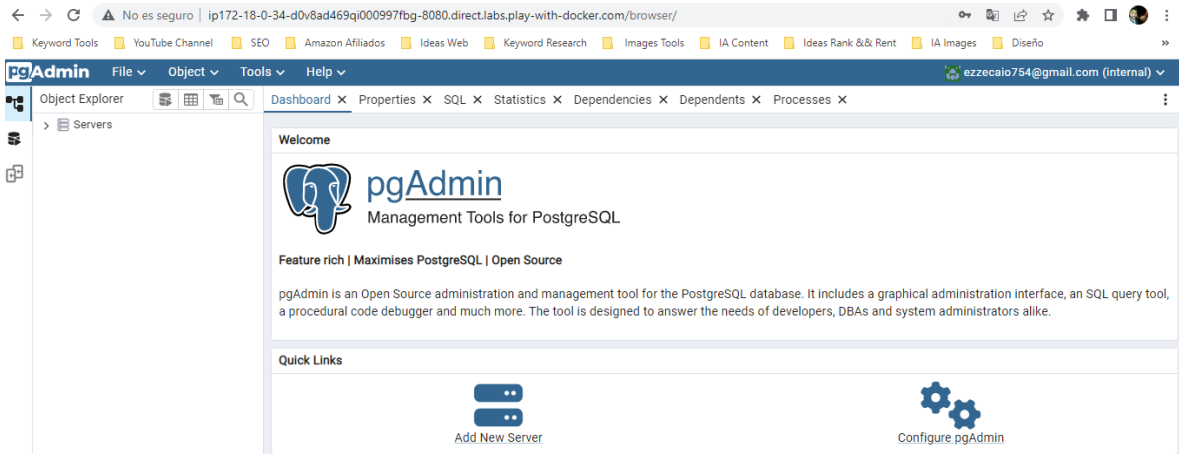 No es seguro | ip172-18-0-34-d0v8ad469qi000997fbg-8080.direct.labs.play-with-docker.com/browser/
Keyword Tools YouTube Channel SEO Amazon Afiliados Ideas Web Keyword Research Images Tools IA Content Ideas Rank && Rent IA Images Diseño »
pgAdmin File Object Tools Help ezzecaio754@gmail.com (internal)
Object Explorer Dashboard Properties SQL Statistics Dependencies Dependents Processes
Servers
Welcome
pgAdmin
Management Tools for PostgreSQL
Feature rich | Maximises PostgreSQL | Open Source
pgAdmin is an Open Source administration and management tool for the PostgreSQL database. It includes a graphical administration interface, an SQL query tool,
a procedural code debugger and much more. The tool is designed to answer the needs of developers, DBAs and system administrators alike.
Quick Links
Add New Server Configure pgAdmin